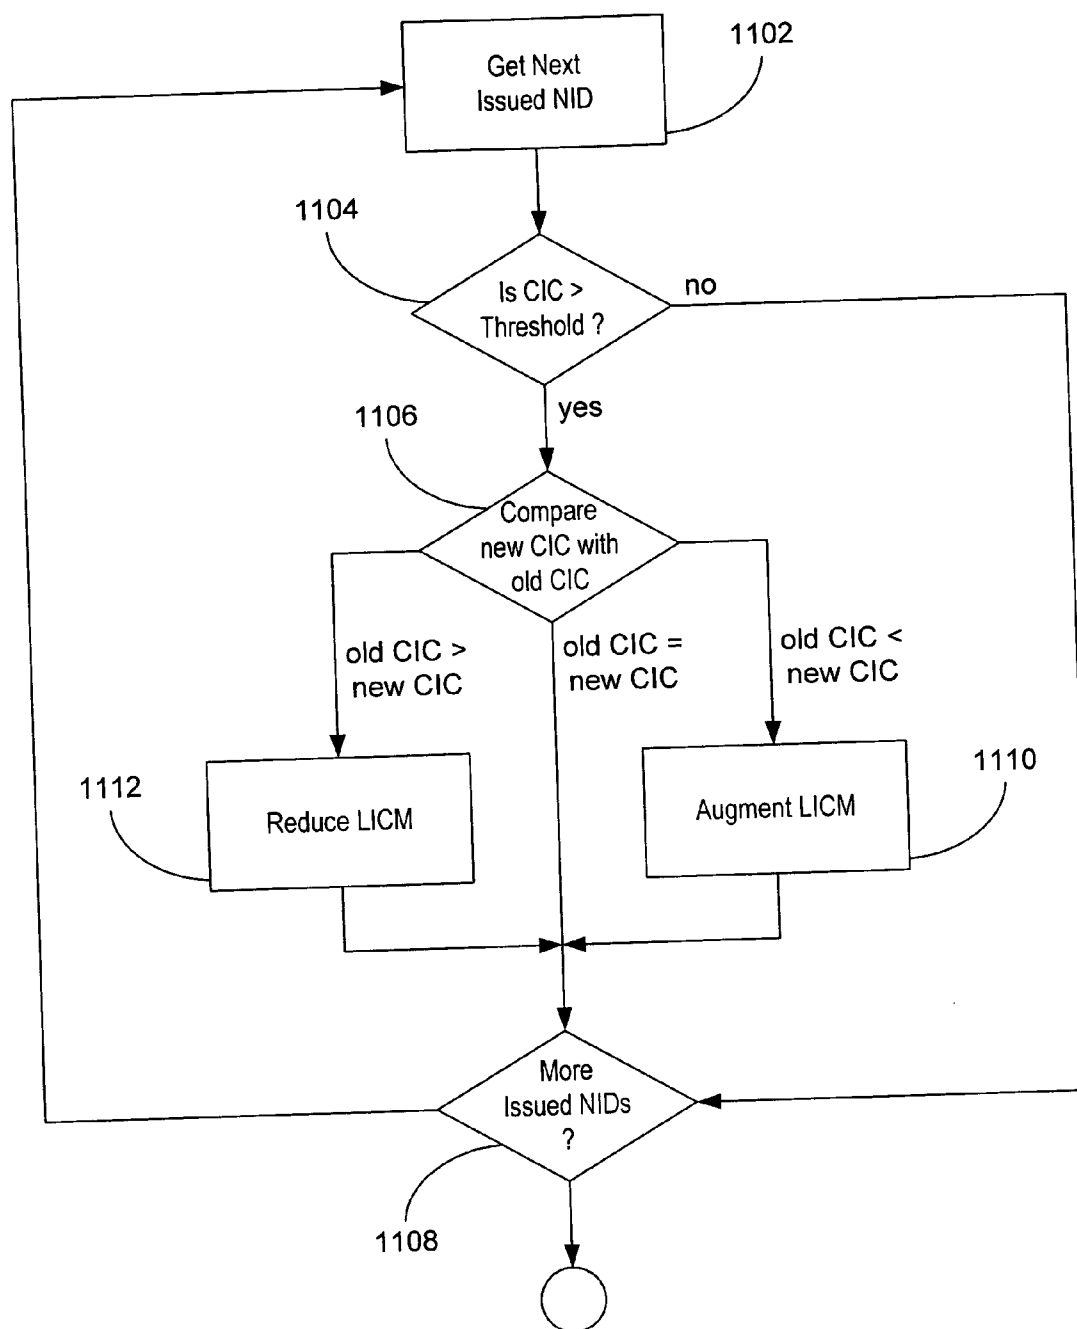 1102
Get Next
Issued NID
1104
Is CIC >
Threshold ?
no
yes
1106
Compare
new CIC with
old CIC
old CIC >
new CIC
old CIC =
new CIC
old CIC <
new CIC
1112
Reduce LICM
Augment LICM
1110
More
Issued NIDs
?
1108